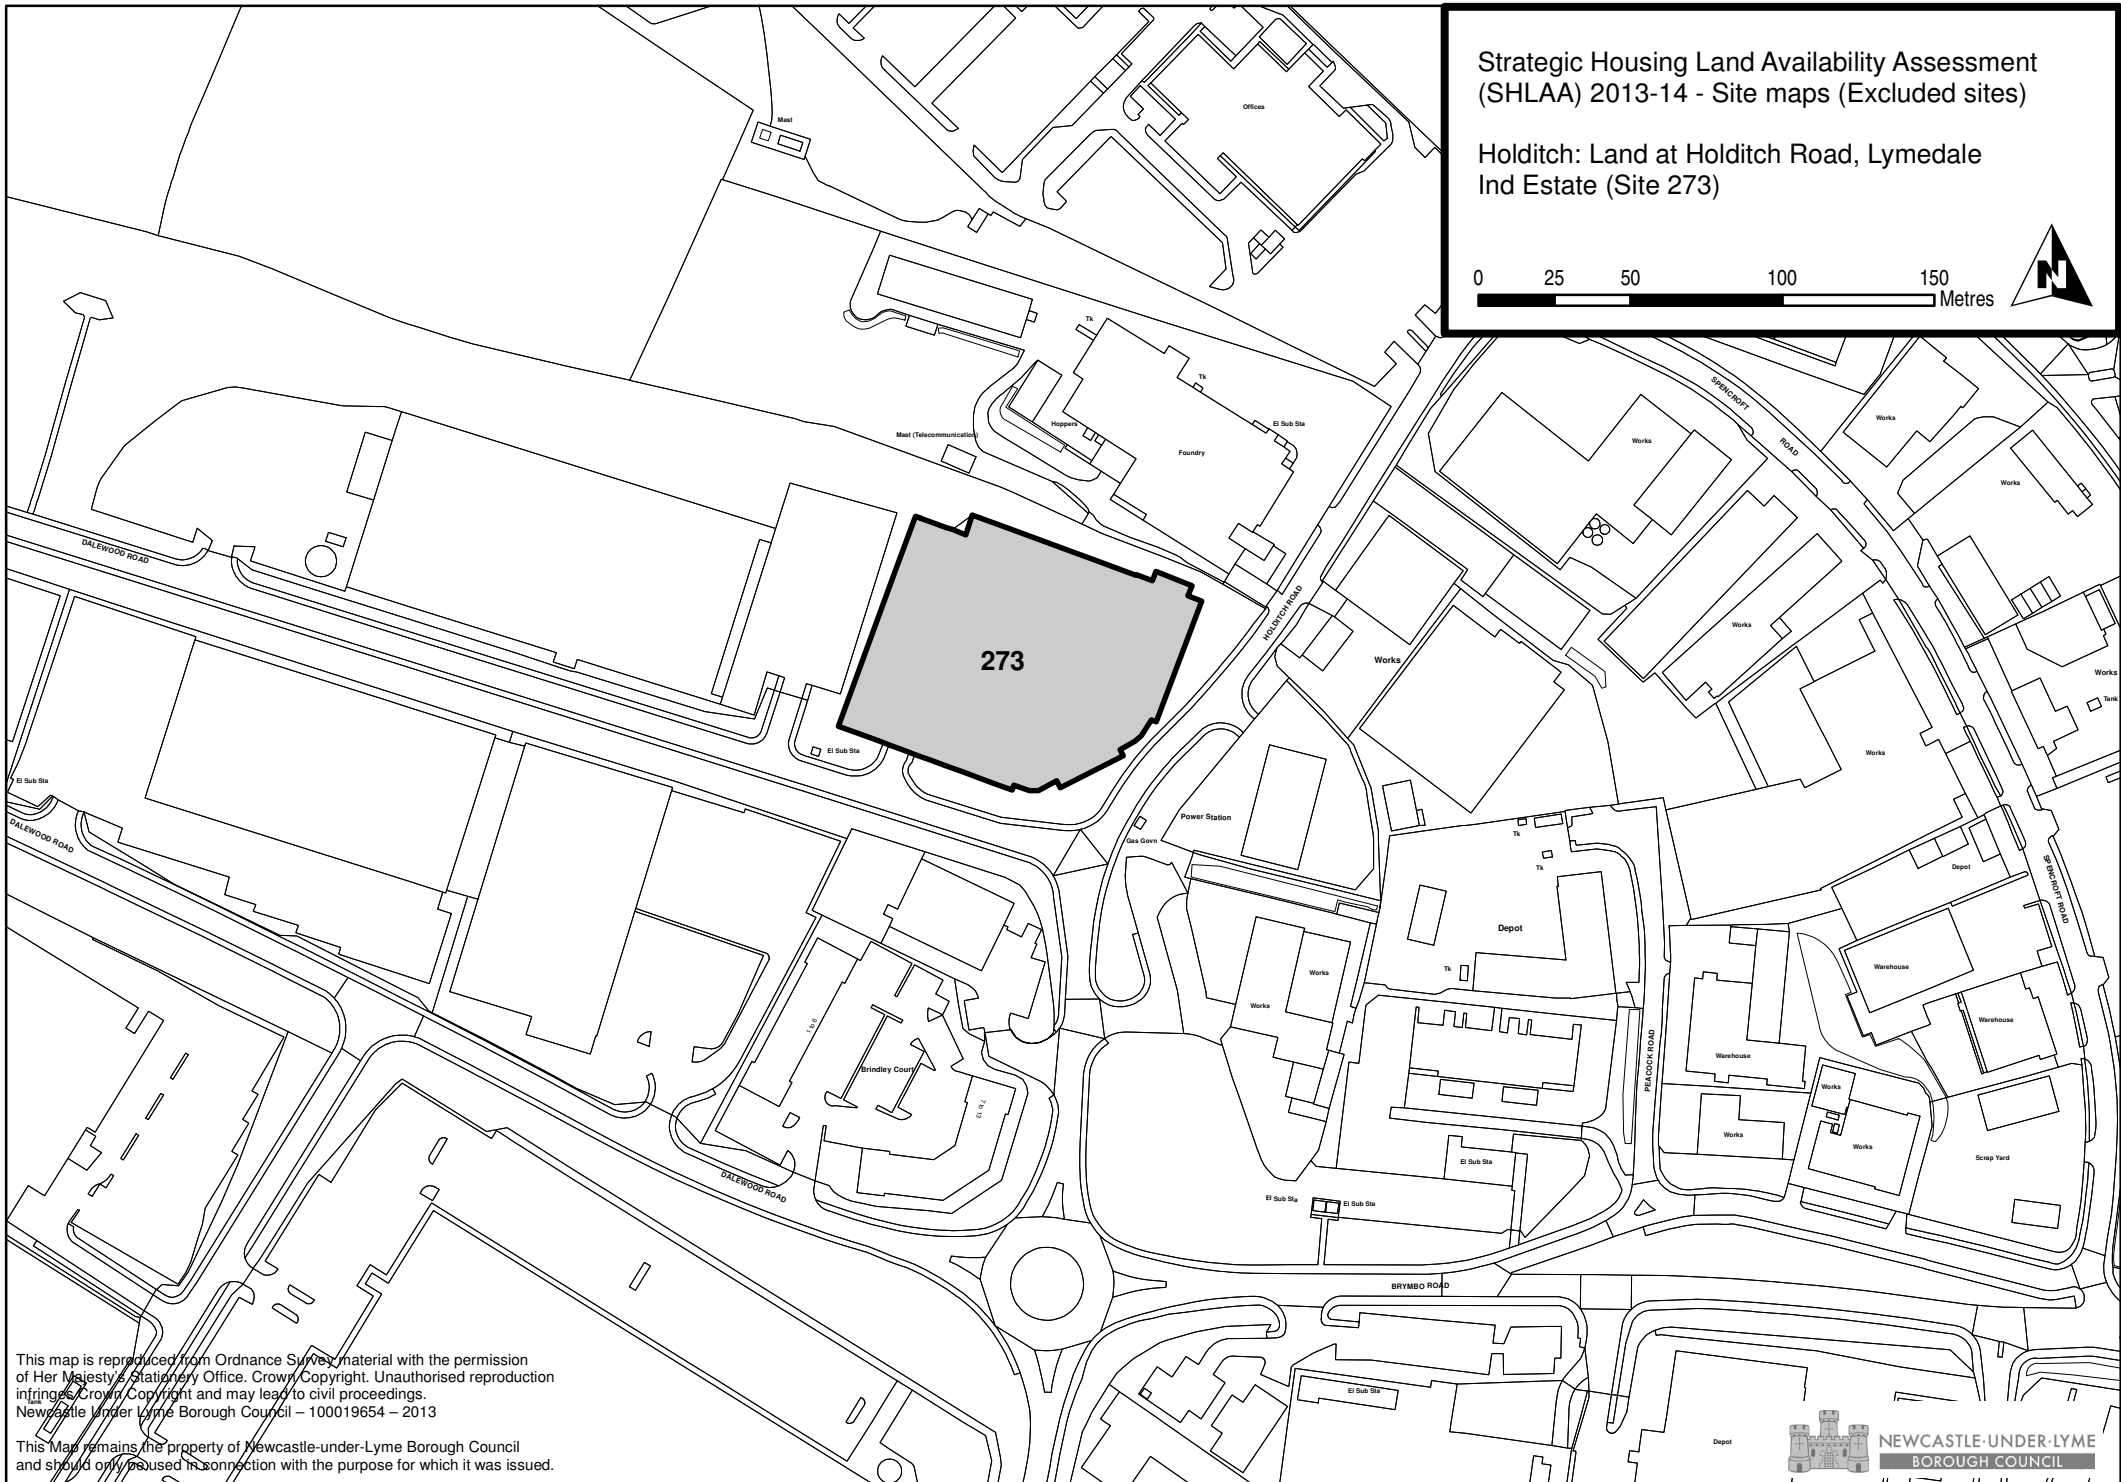 Strategic Housing Land Availability Assessment
(SHLAA) 2013-14 - Site maps (Excluded sites)
Holditch: Land at Holditch Road, Lymedale
Ind Estate (Site 273)
0 25 50 100 150
Metres
N
Offices
Mast
Tk
Tk
El Sub Sta
Hoppers
Mast (Telecommunication)
Foundry
SPENCROFT
ROAD
Works
Works
Works
DALEWOOD ROAD
HOLDITCH ROAD
273
Works
Works
Works
Tank
El Sub Sta
Works
El Sub Sta
DALEWOOD ROAD
Power Station
Gas Govn
Tk
Tk
Depot
SPENCROFT ROAD
Depot
Tk
Works
Works
Warehouse
Warehouse
1 to 6
Brindley Court
7 to 13
PEACOCK ROAD
Warehouse
Works
Works
Works
Scrap Yard
El Sub Sta
DALEWOOD ROAD
El Sub Sta
El Sub Sta
BRYMBO ROAD
El Sub Sta
Depot
Tank
This map is reproduced from Ordnance Survey material with the permission
of Her Majesty's Stationery Office. Crown Copyright. Unauthorised reproduction
infringes Crown Copyright and may lead to civil proceedings.
Newcastle Under Lyme Borough Council – 100019654 – 2013
This Map remains the property of Newcastle-under-Lyme Borough Council
and should only be used in connection with the purpose for which it was issued.
NEWCASTLE·UNDER·LYME
BOROUGH COUNCIL